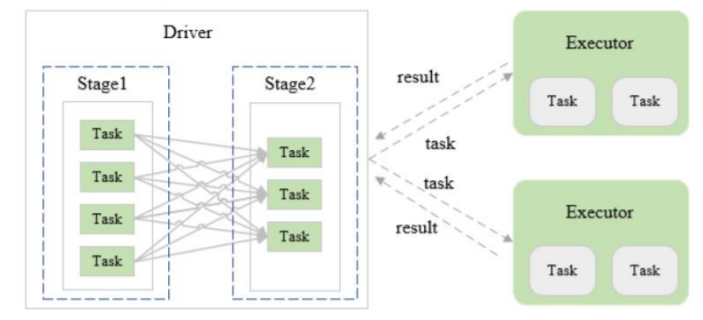 Driver
Stage1
Task
Task
Task
Task
Stage2
Task
Task
Task
result
task
task
result
Executor
Task
Task
Executor
Task
Task